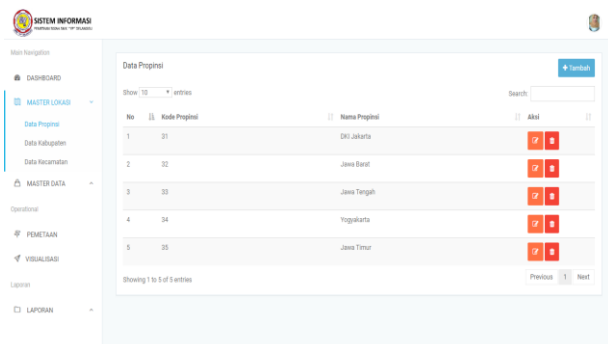 SISTEM INFORMASI
Main Navigation
DASHBOARD
MASTER LOKASI
Data Propinsi
Data Kabupaten
Data Kecamatan
MASTER DATA
Operational
PEMETAAN
VISUALISASI
Laporan
LAPORAN
Data Propinsi
+ Tambah
Show 10 entries
Search:
No Kode Propinsi Nama Propinsi Aksi
1 31 DKI Jakarta
2 32 Jawa Barat
3 33 Jawa Tengah
4 34 Yogyakarta
5 35 Jawa Timur
Showing 1 to 5 of 5 entries
Previous 1 Next